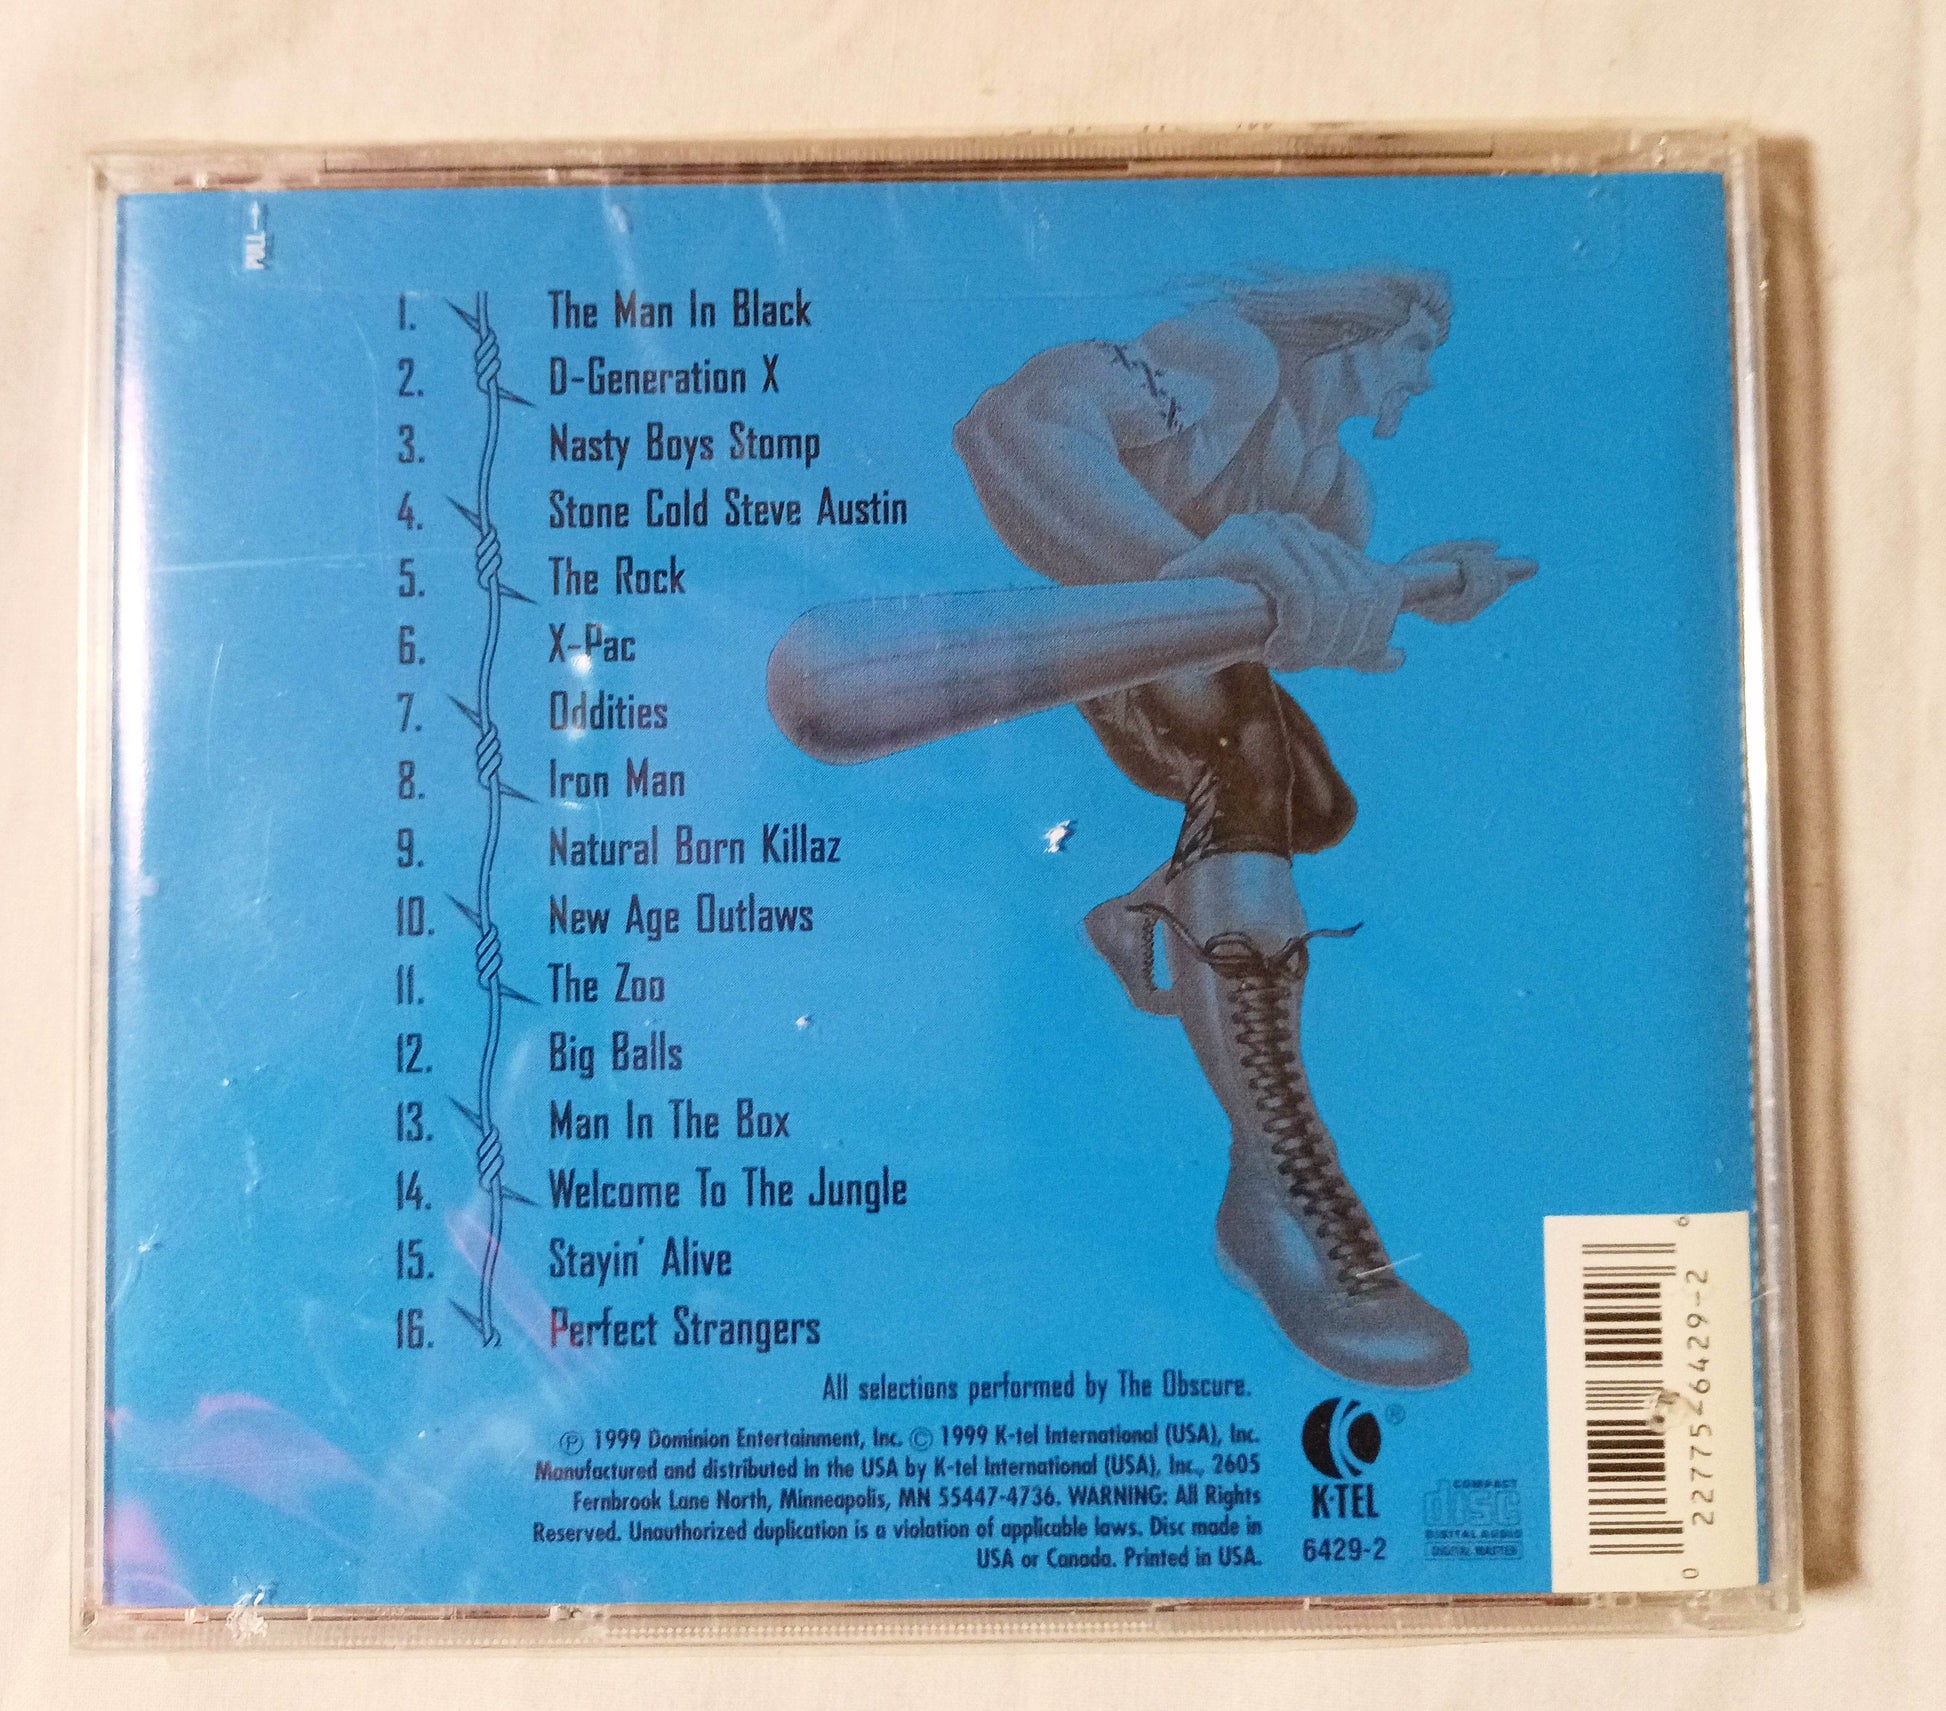 PULL
1. The Man In Black
2. D-Generation X
3. Nasty Boys Stomp
4. Stone Cold Steve Austin
5. The Rock
6. X-Pac
7. Oddities
8. Iron Man
9. Natural Born Killaz
10. New Age Outlaws
11. The Zoo
12. Big Balls
13. Man In The Box
14. Welcome To The Jungle
15. Stayin' Alive
16. Perfect Strangers
All selections performed by The Obscure.
℗ 1999 Dominion Entertainment, Inc. © 1999 K-tel International (USA), Inc.
Manufactured and distributed in the USA by K-tel International (USA), Inc., 2605
Fernbrook Lane North, Minneapolis, MN 55447-4736. WARNING: All Rights
Reserved. Unauthorized duplication is a violation of applicable laws. Disc made in
USA or Canada. Printed in USA.
®
K-TEL
6429-2
COMPACT
disc
DIGITAL AUDIO
DIGITAL MASTER
0 22775-6429-2 6